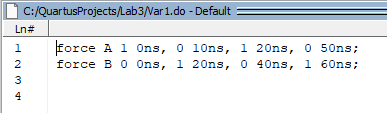 C:/QuartusProjects/Lab3/Var1.do - Default
Ln#
1 force A 1 0ns, 0 10ns, 1 20ns, 0 50ns;
2 force B 0 0ns, 1 20ns, 0 40ns, 1 60ns;
3
4